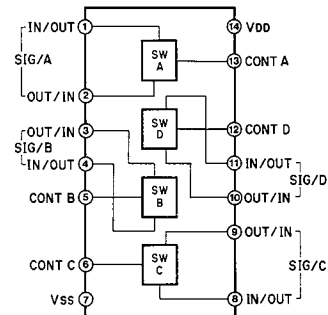 IN/OUT 1
SIG/A
OUT/IN 2
OUT/IN 3
SIG/B
IN/OUT 4
CONT B 5
CONT C 6
VSS 7
SW A
SW D
SW B
SW C
14 VDD
13 CONT A
12 CONT D
11 IN/OUT
SIG/D
10 OUT/IN
9 OUT/IN
SIG/C
8 IN/OUT